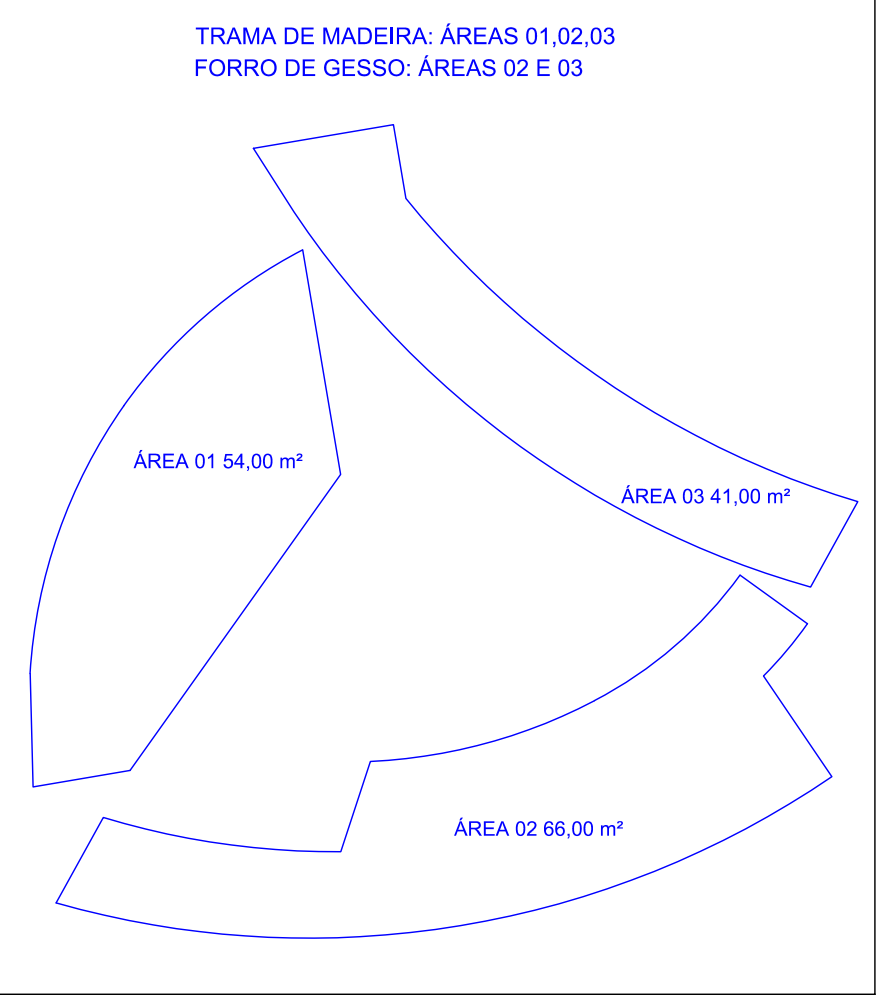 TRAMA DE MADEIRA: ÁREAS 01,02,03
FORRO DE GESSO: ÁREAS 02 E 03
ÁREA 01 54,00 m²
ÁREA 03 41,00 m²
ÁREA 02 66,00 m²